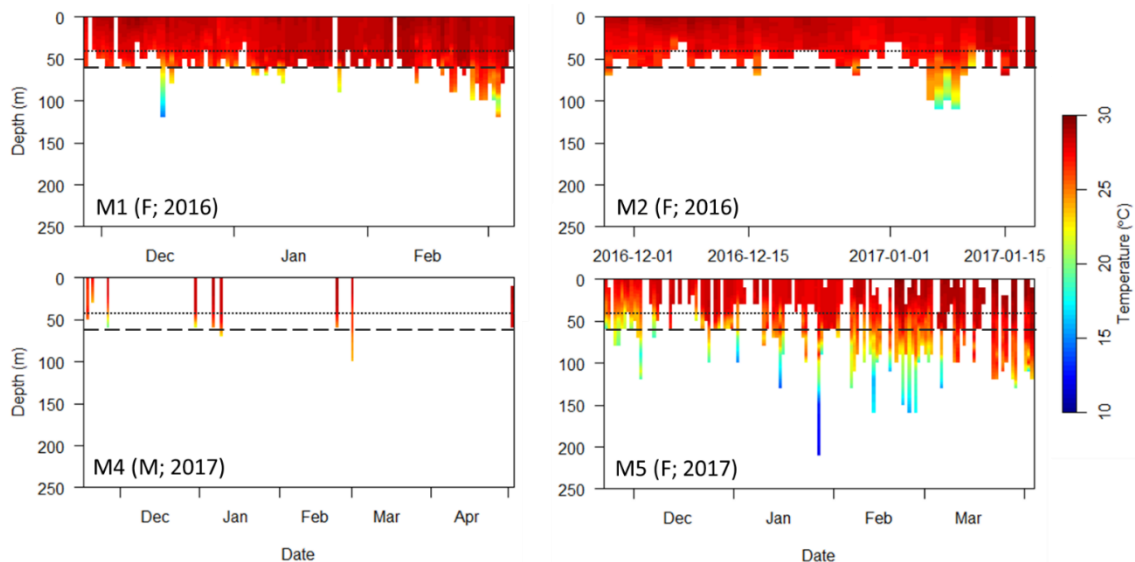 0
50
100
150
200
250
Depth (m)
M1 (F; 2016)
Dec Jan Feb
0
50
100
150
200
250
M2 (F; 2016)
2016-12-01 2016-12-15 2017-01-01 2017-01-15
0
50
100
150
200
250
Depth (m)
M4 (M; 2017)
Dec Jan Feb Mar Apr
Date
0
50
100
150
200
250
M5 (F; 2017)
Dec Jan Feb Mar
Date
30
25
20
15
10
Temperature (ºC)